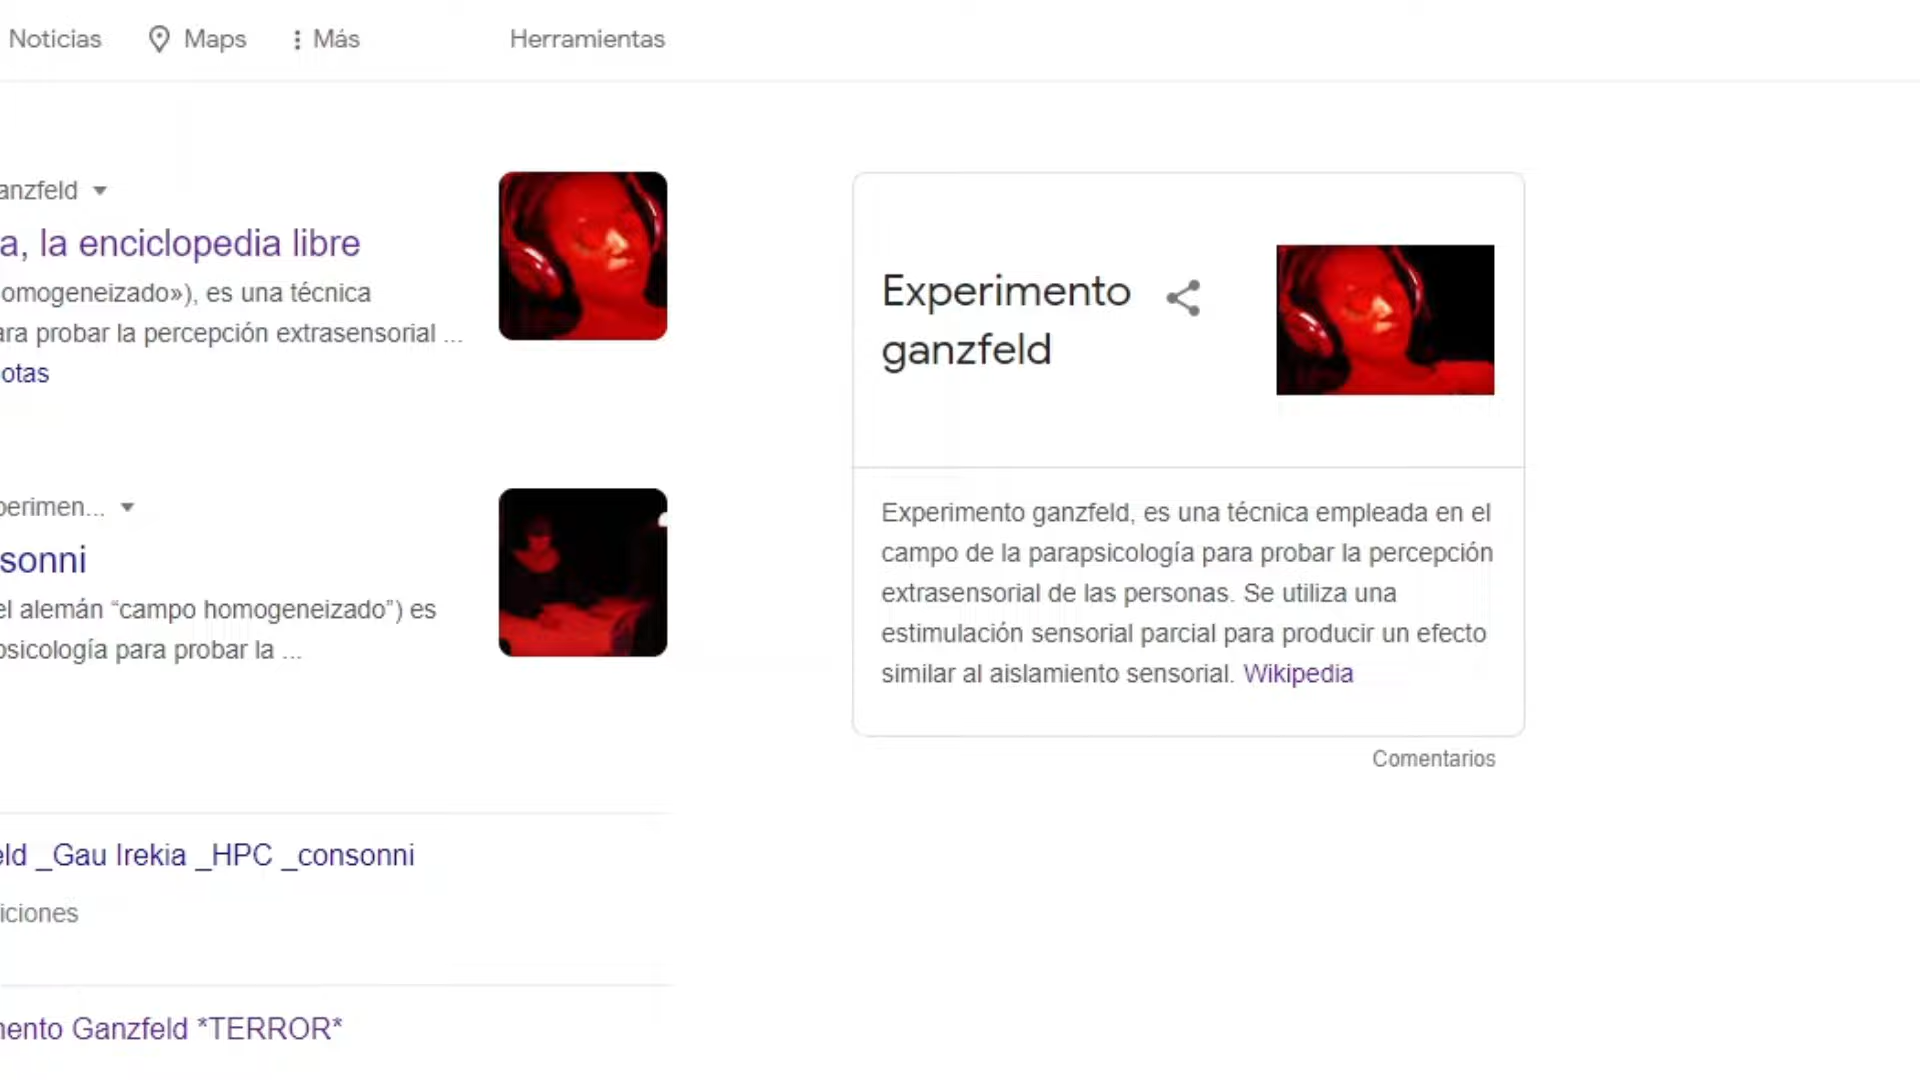 Noticias Maps Más Herramientas
anzfeld
a, la enciclopedia libre
omogeneizado»), es una técnica
ara probar la percepción extrasensorial ...
otas
perimen...
sonni
el alemán “campo homogeneizado”) es
psicología para probar la ...
eld _Gau Irekia _HPC _consonni
iciones
mento Ganzfeld *TERROR*
Experimento
ganzfeld
Experimento ganzfeld, es una técnica empleada en el
campo de la parapsicología para probar la percepción
extrasensorial de las personas. Se utiliza una
estimulación sensorial parcial para producir un efecto
similar al aislamiento sensorial. Wikipedia
Comentarios